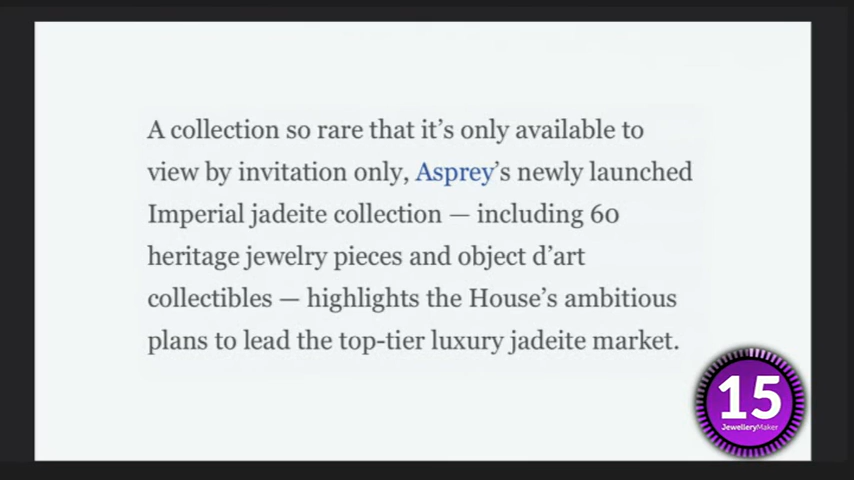 A collection so rare that it's only available to
view by invitation only, Asprey's newly launched
Imperial jadeite collection — including 60
heritage jewelry pieces and object d'art
collectibles — highlights the House's ambitious
plans to lead the top-tier luxury jadeite market.
15
JewelleryMaker